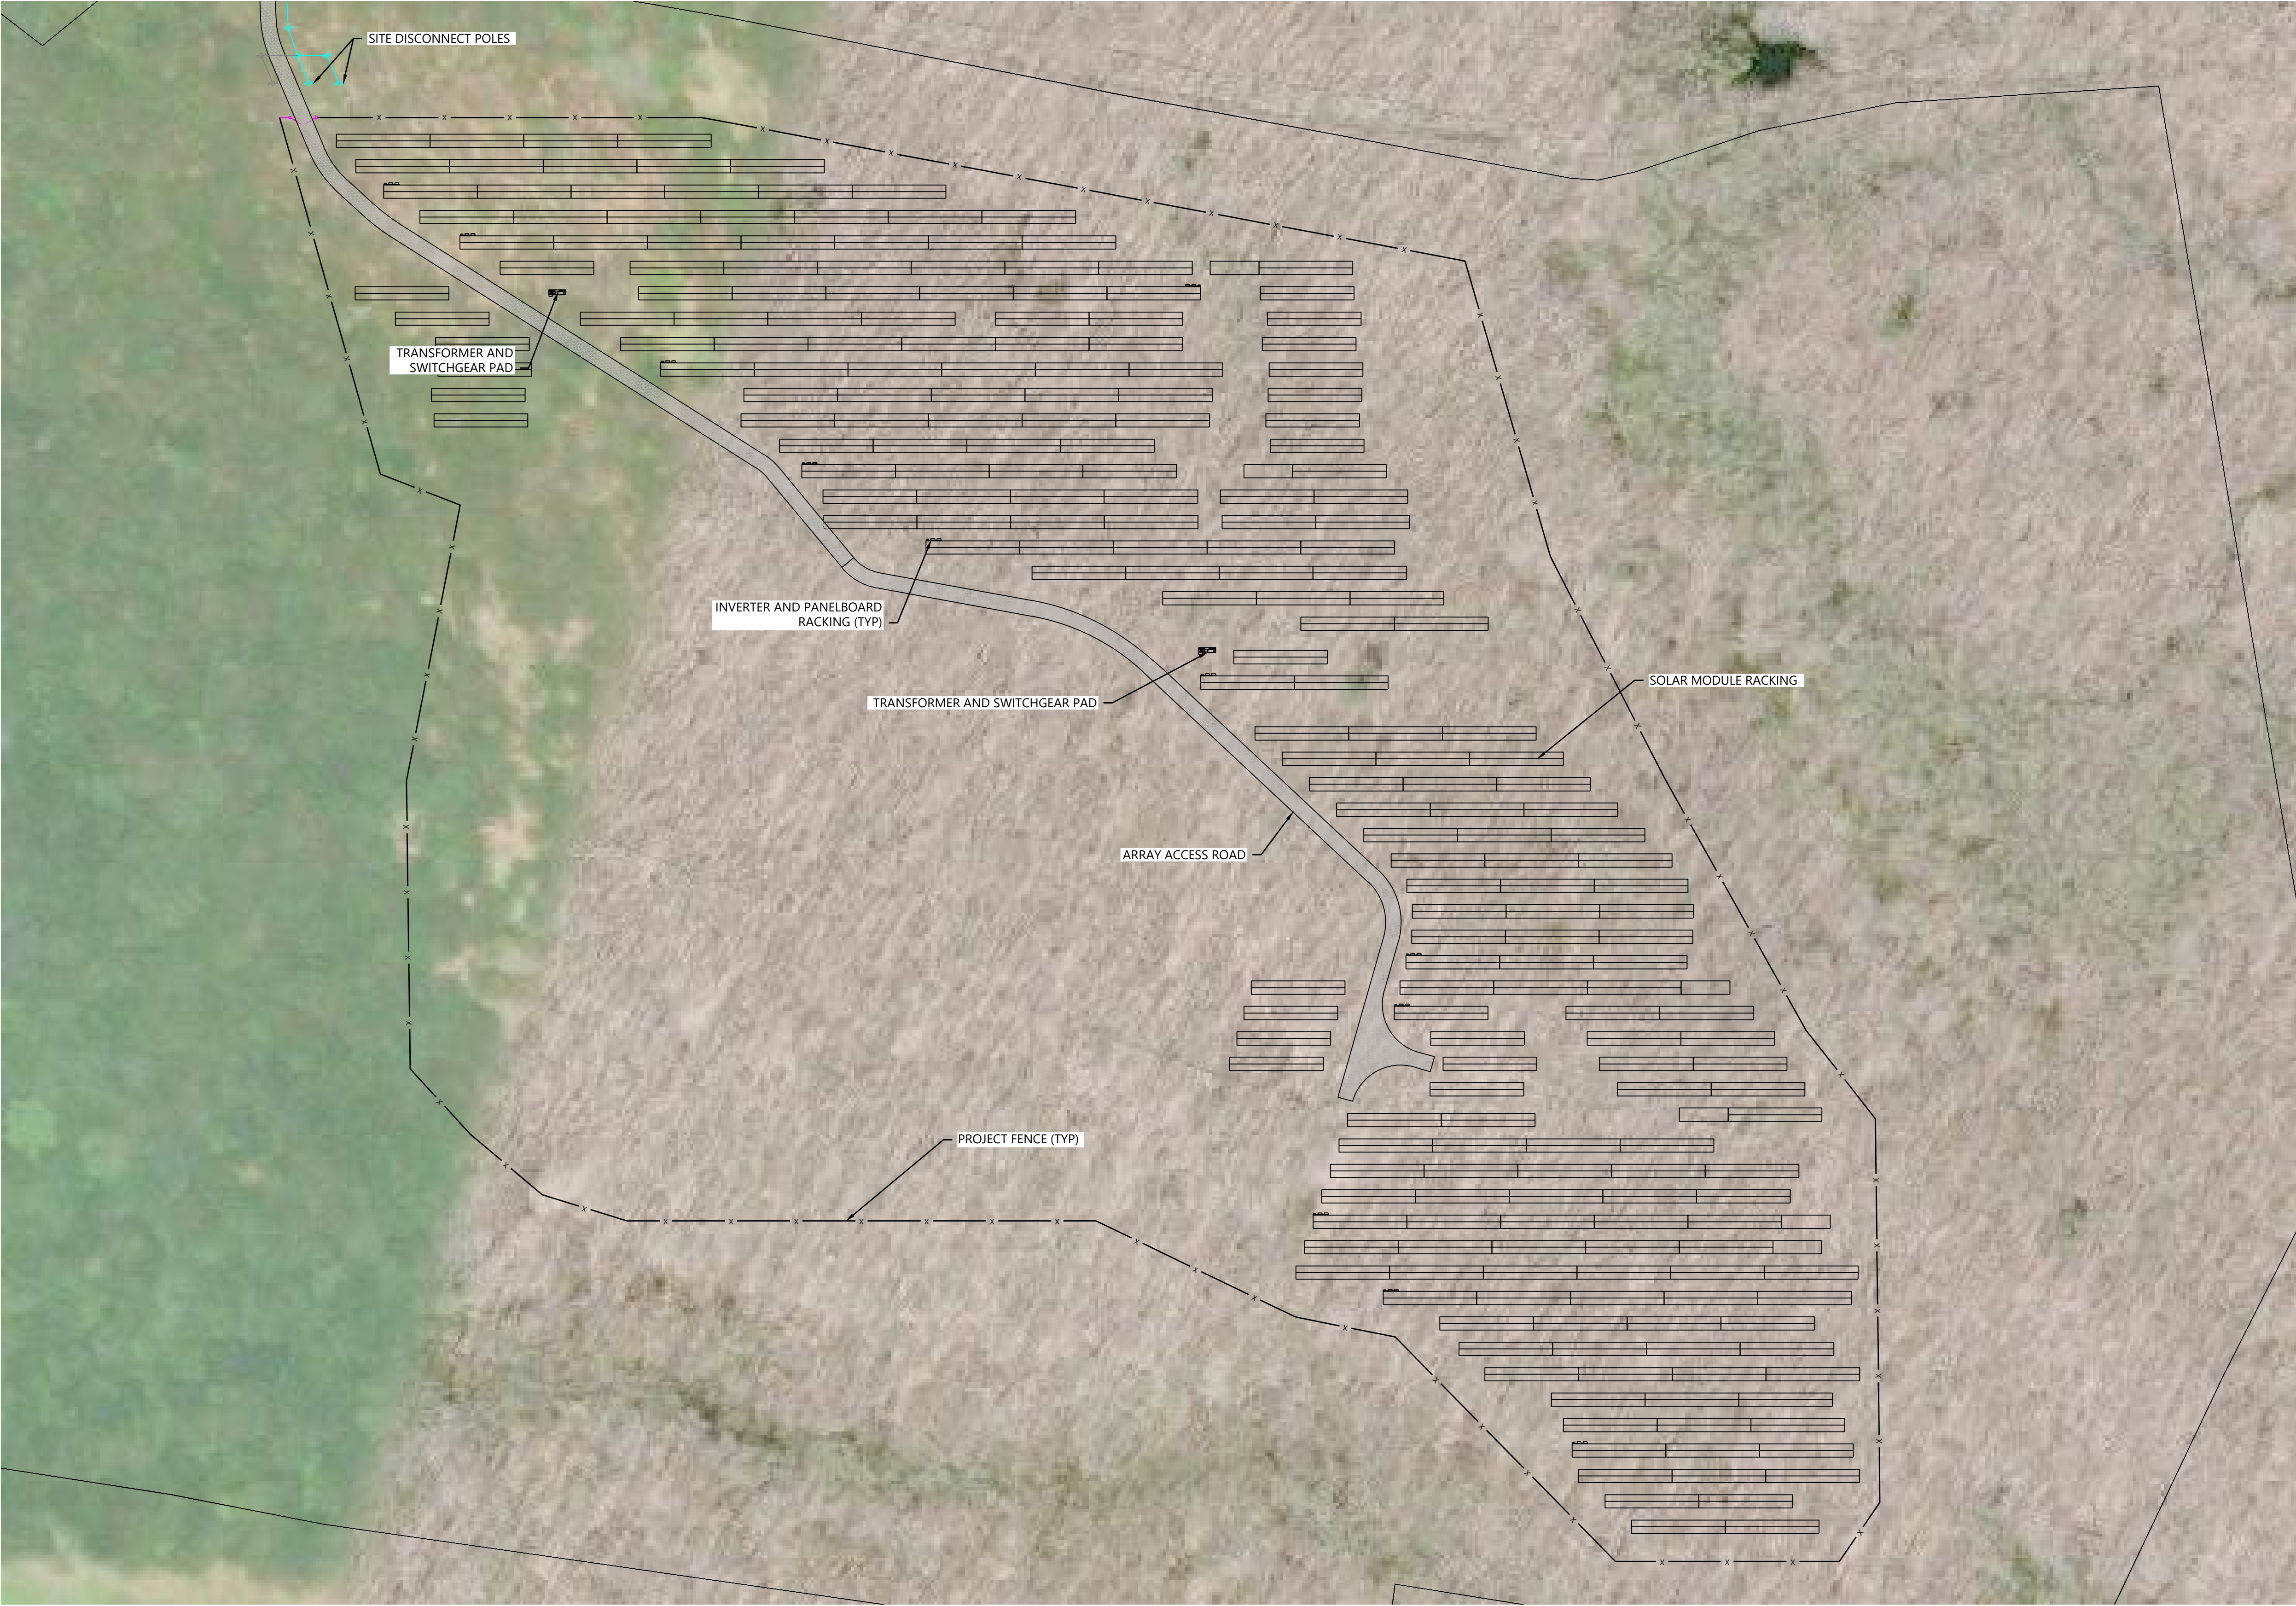 SITE DISCONNECT POLES
TRANSFORMER AND
SWITCHGEAR PAD
INVERTER AND PANELBOARD
RACKING (TYP)
TRANSFORMER AND SWITCHGEAR PAD
SOLAR MODULE RACKING
ARRAY ACCESS ROAD
PROJECT FENCE (TYP)